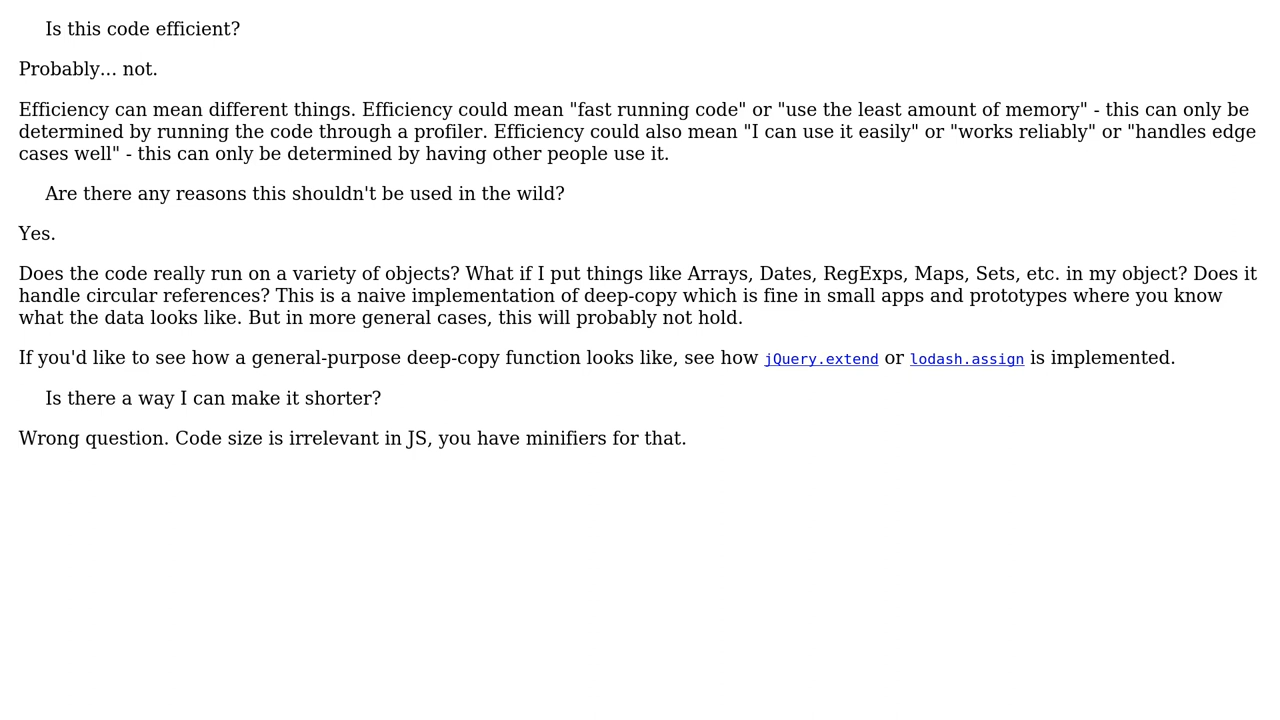 Is this code efficient?
Probably... not.
Efficiency can mean different things. Efficiency could mean "fast running code" or "use the least amount of memory" - this can only be
determined by running the code through a profiler. Efficiency could also mean "I can use it easily" or "works reliably" or "handles edge
cases well" - this can only be determined by having other people use it.
Are there any reasons this shouldn't be used in the wild?
Yes.
Does the code really run on a variety of objects? What if I put things like Arrays, Dates, RegExps, Maps, Sets, etc. in my object? Does it
handle circular references? This is a naive implementation of deep-copy which is fine in small apps and prototypes where you know
what the data looks like. But in more general cases, this will probably not hold.
If you'd like to see how a general-purpose deep-copy function looks like, see how jQuery.extend or lodash.assign is implemented.
Is there a way I can make it shorter?
Wrong question. Code size is irrelevant in JS, you have minifiers for that.